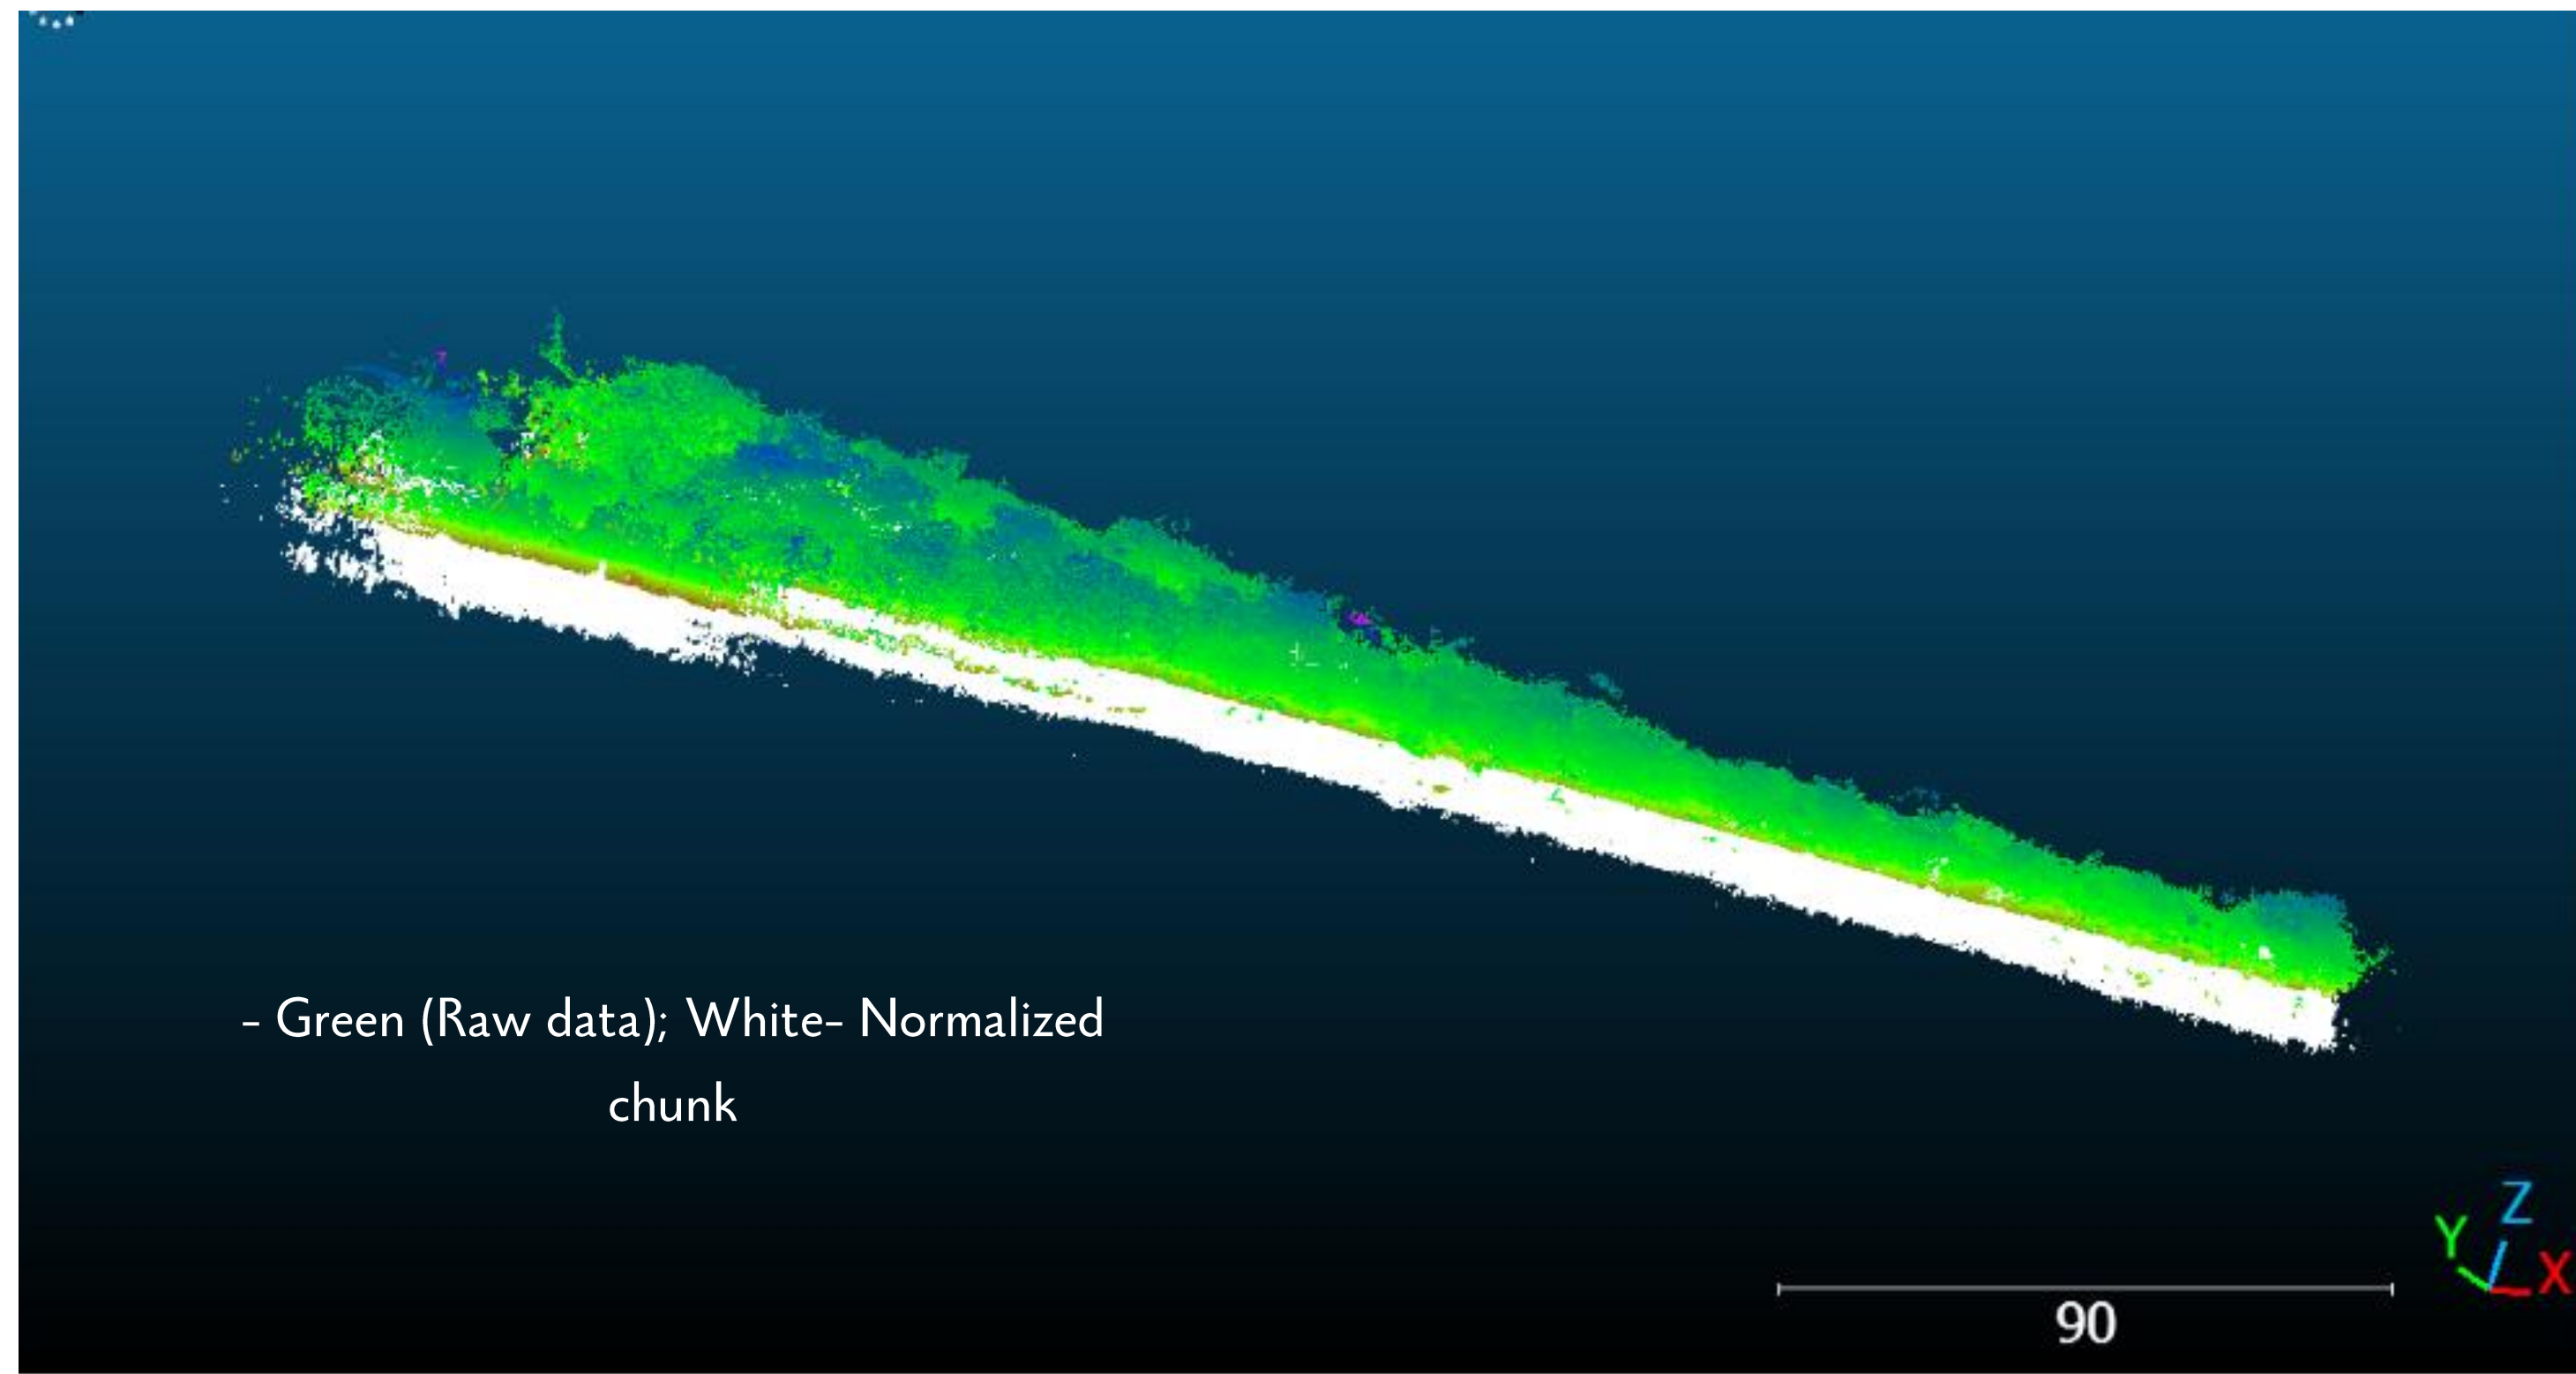 - Green (Raw data); White- Normalized
chunk
Z
Y
X
90